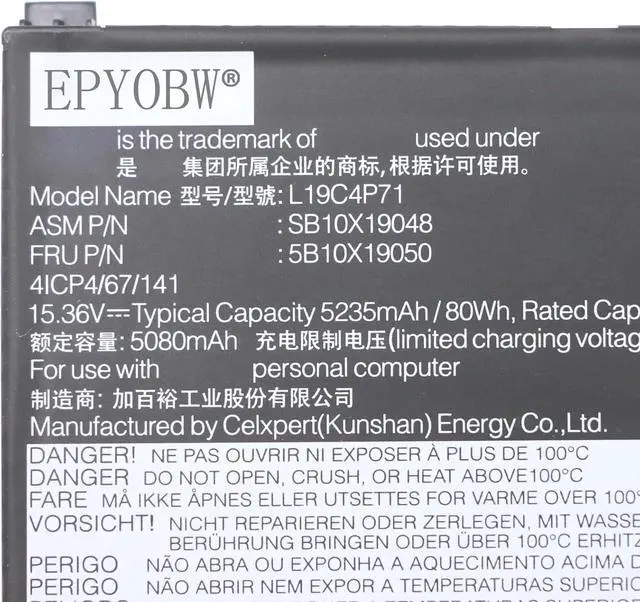 EPYOBW®
is the trademark of used under
是 集团所属企业的商标,根据许可使用。
Model Name 型号/型號: L19C4P71
ASM P/N : SB10X19048
FRU P/N : 5B10X19050
4ICP4/67/141
15.36V⎓Typical Capacity 5235mAh / 80Wh, Rated Cap
额定容量: 5080mAh 充电限制电压(limited charging voltag
For use with personal computer
制造商: 加百裕工业股份有限公司
Manufactured by Celxpert(Kunshan) Energy Co.,Ltd.
DANGER! NE PAS OUVRIR NI EXPOSER À PLUS DE 100°C
DANGER DO NOT OPEN, CRUSH, OR HEAT ABOVE100°C
FARE MÅ IKKE ÅPNES ELLER UTSETTES FOR VARME OVER 100°
VORSICHT! NICHT REPARIEREN ODER ZERLEGEN, MIT WASSE
BERÜHRUNG BRINGEN ODER ÜBER 100°C ERHITZ
PERIGO NÃO ABRA OU EXPONHA A AQUECIMENTO ACIMA D
PERIGO NÃO ABRIR NEM EXPOR A TEMPERATURAS SUPERIO